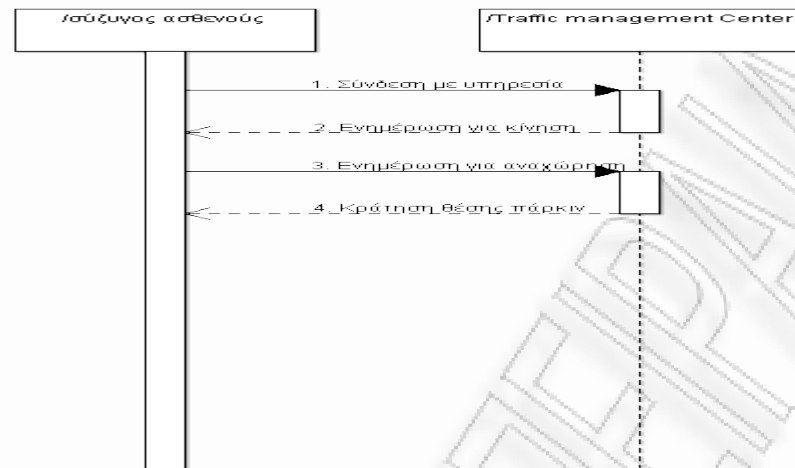 /σύζυγος ασθενούς
/Traffic management Center
1. Σύνδεση με υπηρεσία
2. Ενημέρωση για κίνηση
3. Ενημέρωση για αναχώρηση
4. Κράτηση θέσης πάρκιν